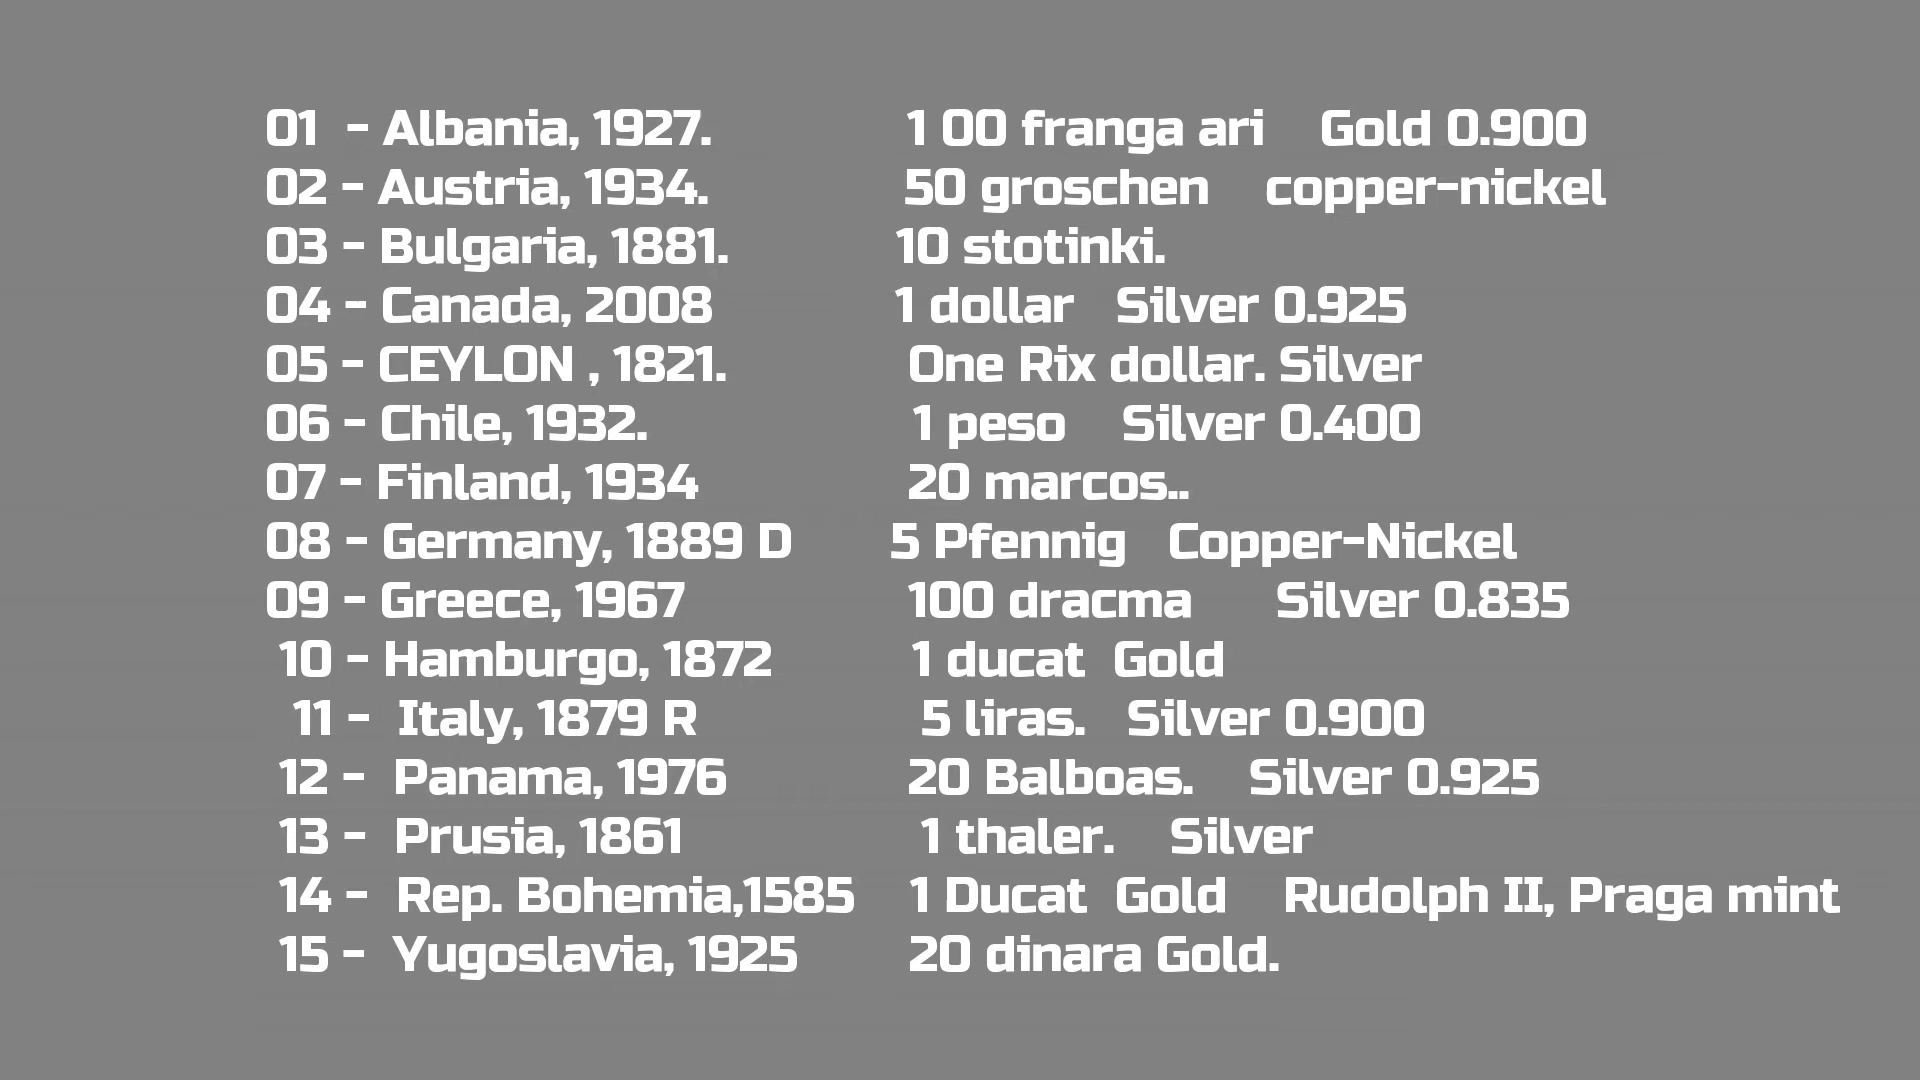 01 - Albania, 1927. 1 00 franga ari Gold 0.900
02 - Austria, 1934. 50 groschen copper-nickel
03 - Bulgaria, 1881. 10 stotinki.
04 - Canada, 2008 1 dollar Silver 0.925
05 - CEYLON , 1821. One Rix dollar. Silver
06 - Chile, 1932. 1 peso Silver 0.400
07 - Finland, 1934 20 marcos..
08 - Germany, 1889 D 5 Pfennig Copper-Nickel
09 - Greece, 1967 100 dracma Silver 0.835
10 - Hamburgo, 1872 1 ducat Gold
11 - Italy, 1879 R 5 liras. Silver 0.900
12 - Panama, 1976 20 Balboas. Silver 0.925
13 - Prusia, 1861 1 thaler. Silver
14 - Rep. Bohemia,1585 1 Ducat Gold Rudolph II, Praga mint
15 - Yugoslavia, 1925 20 dinara Gold.